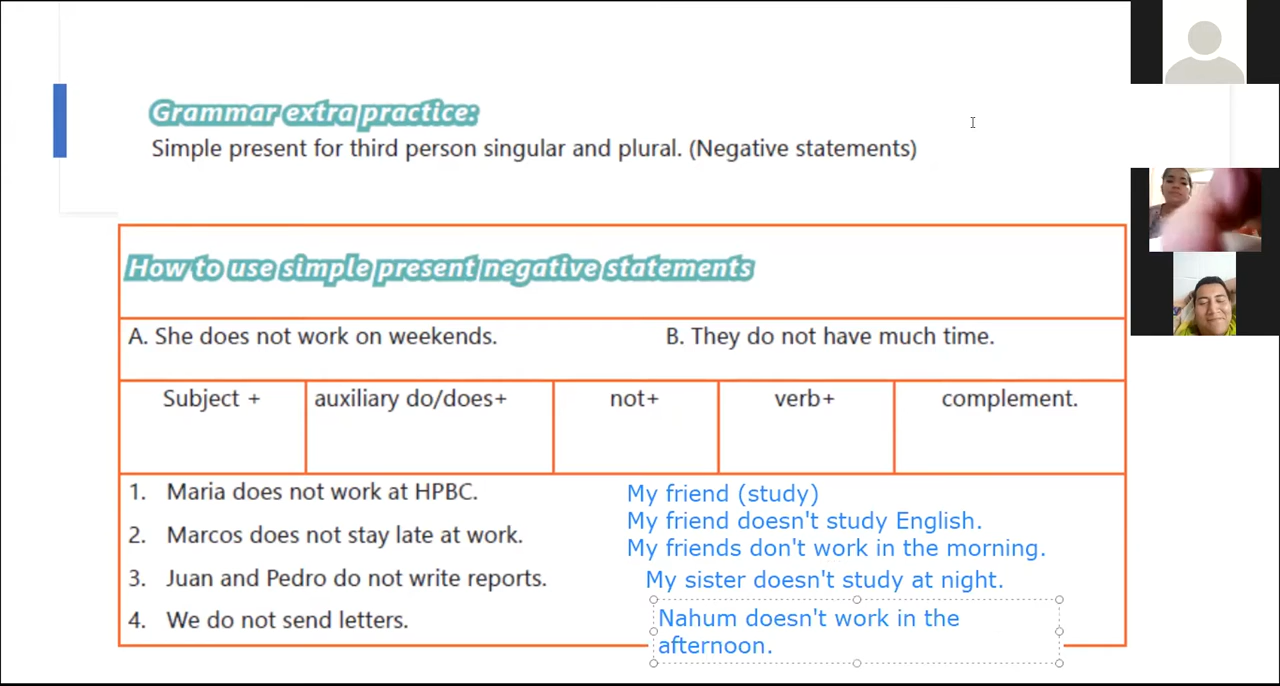 Grammar extra practice:
Simple present for third person singular and plural. (Negative statements)
How to use simple present negative statements
A. She does not work on weekends. B. They do not have much time.
Subject + auxiliary do/does+ not+ verb+ complement.
1. Maria does not work at HPBC.
2. Marcos does not stay late at work.
3. Juan and Pedro do not write reports.
4. We do not send letters.
My friend (study)
My friend doesn't study English.
My friends don't work in the morning.
My sister doesn't study at night.
Nahum doesn't work in the
afternoon.